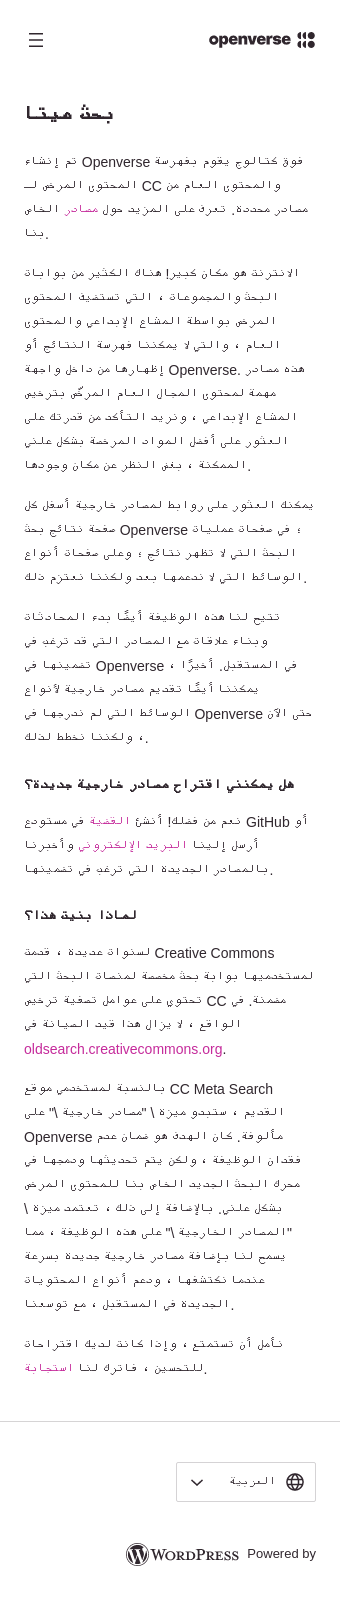 openverse
بحث ميتا
تم إنشاء Openverse فوق كتالوج يقوم بفهرسة
المحتوى المرخص لـ CC والمحتوى العام من
مصادر محددة. تعرف على المزيد حول مصادر الخاص
بنا.
الانترنت هو مكان كبير! هناك الكثير من بوابات
البحث والمجموعات ، التي تستضيف المحتوى
المرخص بواسطة المشاع الإبداعي والمحتوى
العام ، والتي لا يمكننا فهرسة النتائج أو
إظهارها من داخل واجهة Openverse. هذه مصادر
مهمة لمحتوى المجال العام المرخّص بترخيص
المشاع الإبداعي ، ونريد التأكد من قدرتك على
العثور على أفضل المواد المرخصة بشكل علني
الممكنة ، بغض النظر عن مكان وجودها.
يمكنك العثور على روابط لمصادر خارجية أسفل كل
صفحة نتائج بحث Openverse ؛ في صفحات عمليات
البحث التي لا تظهر نتائج ؛ وعلى صفحات أنواع
الوسائط التي لا ندعمها بعد ولكننا نعتزم ذلك.
تتيح لنا هذه الوظيفة أيضًا بدء المحادثات
وبناء علاقات مع المصادر التي قد ترغب في
تضمينها في Openverse في المستقبل. أخيرًا ،
يمكننا أيضًا تقديم مصادر خارجية لأنواع
الوسائط التي لم ندرجها في Openverse حتى الآن
، ولكننا نخطط لذلك.
هل يمكنني اقتراح مصادر خارجية جديدة؟
نعم من فضلك! أنشئ القضية في مستودع GitHub أو
أرسل إلينا البريد الإلكتروني وأخبرنا
بالمصادر الجديدة التي ترغب في تضمينها.
لماذا بنيت هذا؟
لسنوات عديدة ، قدمت Creative Commons
لمستخدميها بوابة بحث مخصصة لمنصات البحث التي
تحتوي على عوامل تصفية ترخيص CC مضمنة. في
الواقع ، لا يزال هذا قيد الصيانة في
oldsearch.creativecommons.org.
بالنسبة لمستخدمي موقع CC Meta Search
القديم ، ستبدو ميزة \ "مصادر خارجية \" على
Openverse مألوفة. كان الهدف هو ضمان عدم
فقدان الوظيفة ، ولكن يتم تحديثها ودمجها في
محرك البحث الجديد الخاص بنا للمحتوى المرخص
بشكل علني. بالإضافة إلى ذلك ، تعتمد ميزة \
"المصادر الخارجية \" على هذه الوظيفة ، مما
يسمح لنا بإضافة مصادر خارجية جديدة بسرعة
عندما نكتشفها ، ودعم أنواع المحتويات
الجديدة في المستقبل ، مع توسعنا.
نأمل أن تستمتع ، وإذا كانت لديك اقتراحات
للتحسين ، فاترك لنا استجابة.
العربية
Powered by WORDPRESS